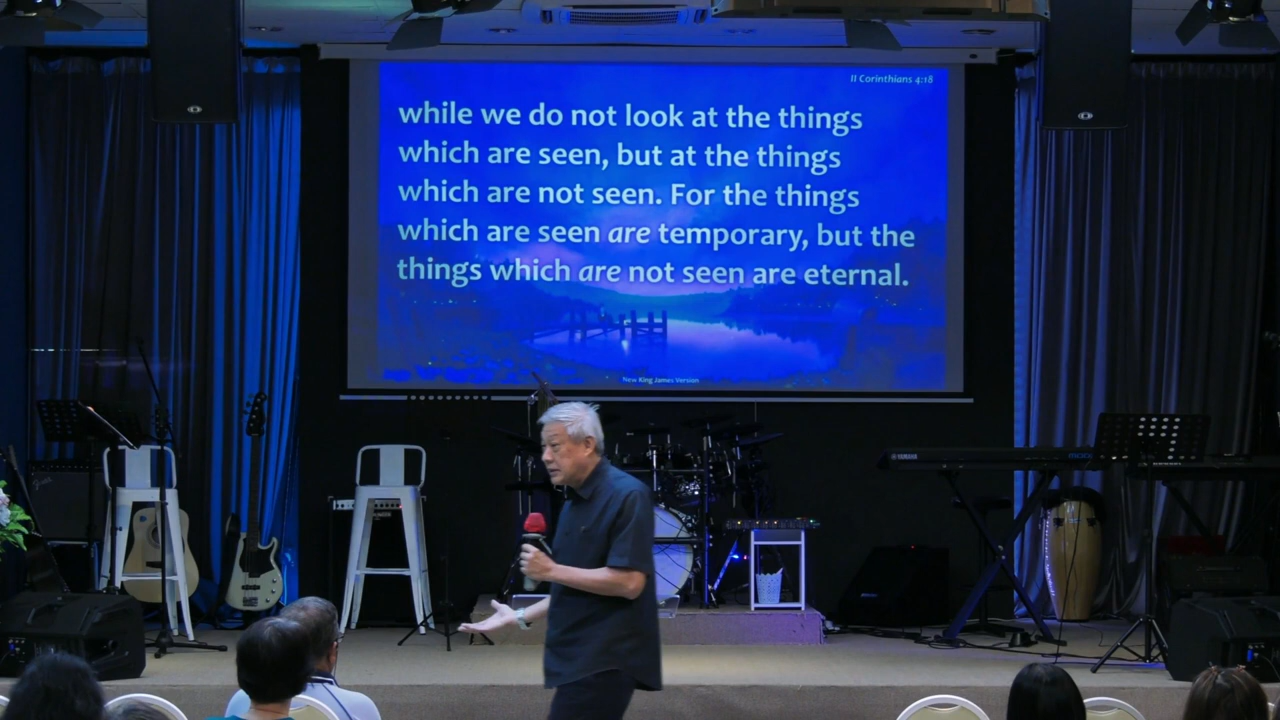 II Corinthians 4:18
while we do not look at the things
which are seen, but at the things
which are not seen. For the things
which are seen are temporary, but the
things which are not seen are eternal.
New King James Version
YAMAHA